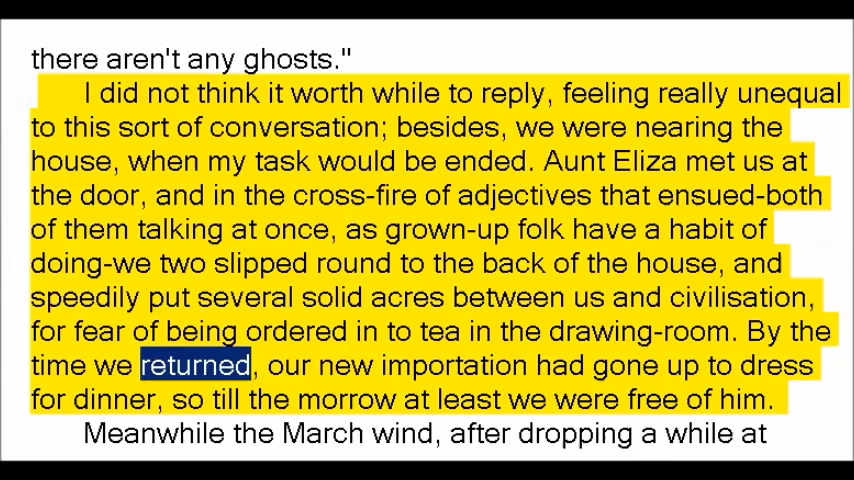 there aren't any ghosts."
I did not think it worth while to reply, feeling really unequal
to this sort of conversation; besides, we were nearing the
house, when my task would be ended. Aunt Eliza met us at
the door, and in the cross-fire of adjectives that ensued-both
of them talking at once, as grown-up folk have a habit of
doing-we two slipped round to the back of the house, and
speedily put several solid acres between us and civilisation,
for fear of being ordered in to tea in the drawing-room. By the
time we returned, our new importation had gone up to dress
for dinner, so till the morrow at least we were free of him.
Meanwhile the March wind, after dropping a while at